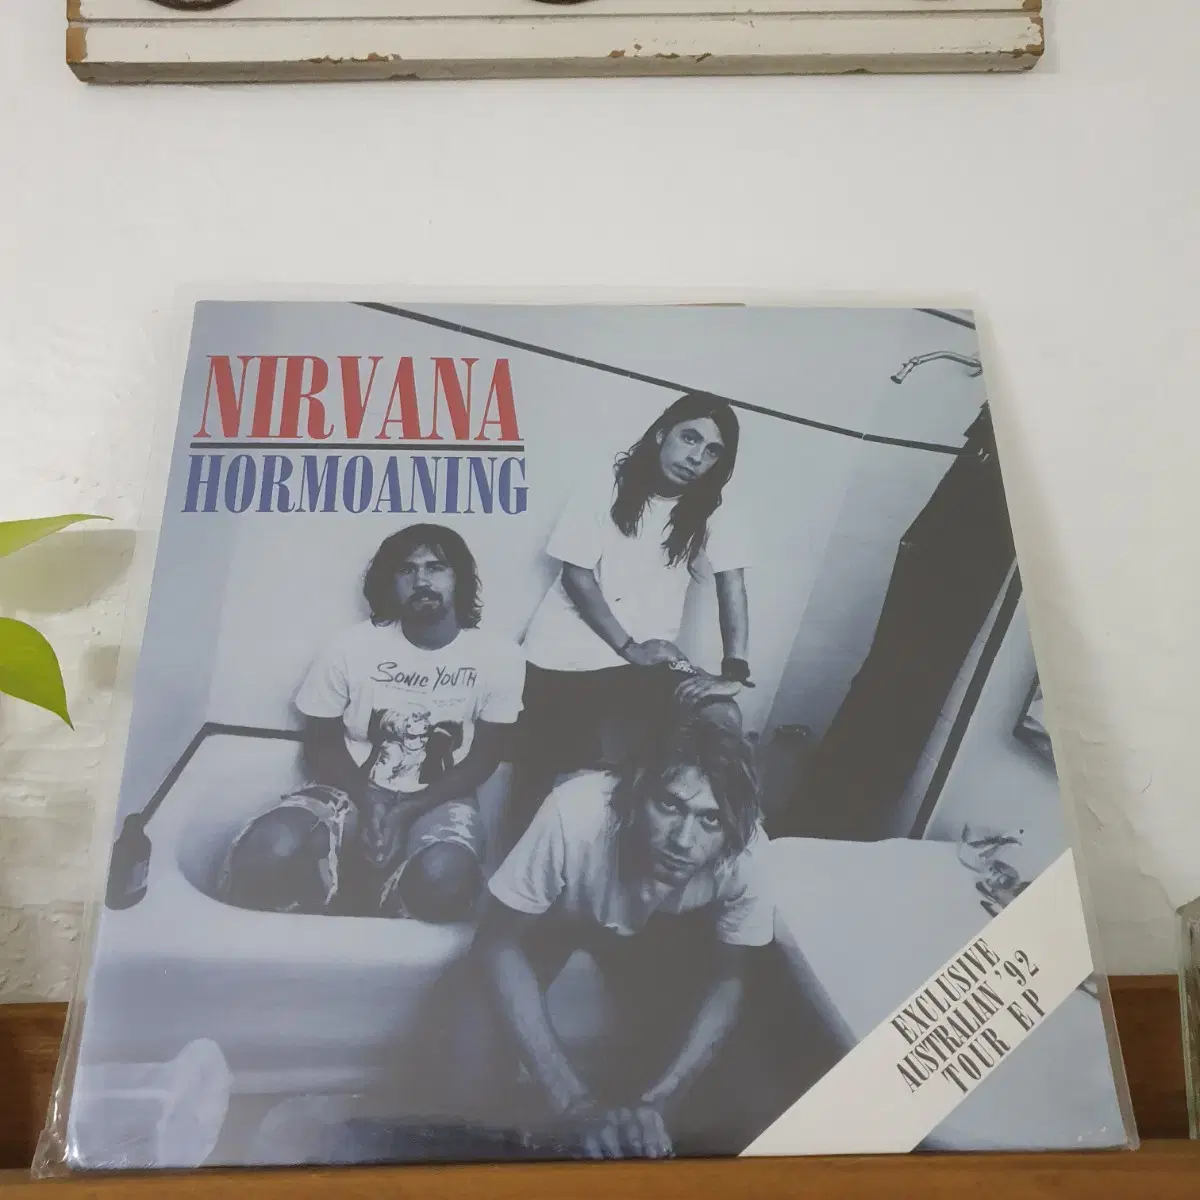 NIRVANA
HORMOANING
SONIC YOUTH
EXCLUSIVE
AUSTRALIAN '92
TOUR EP